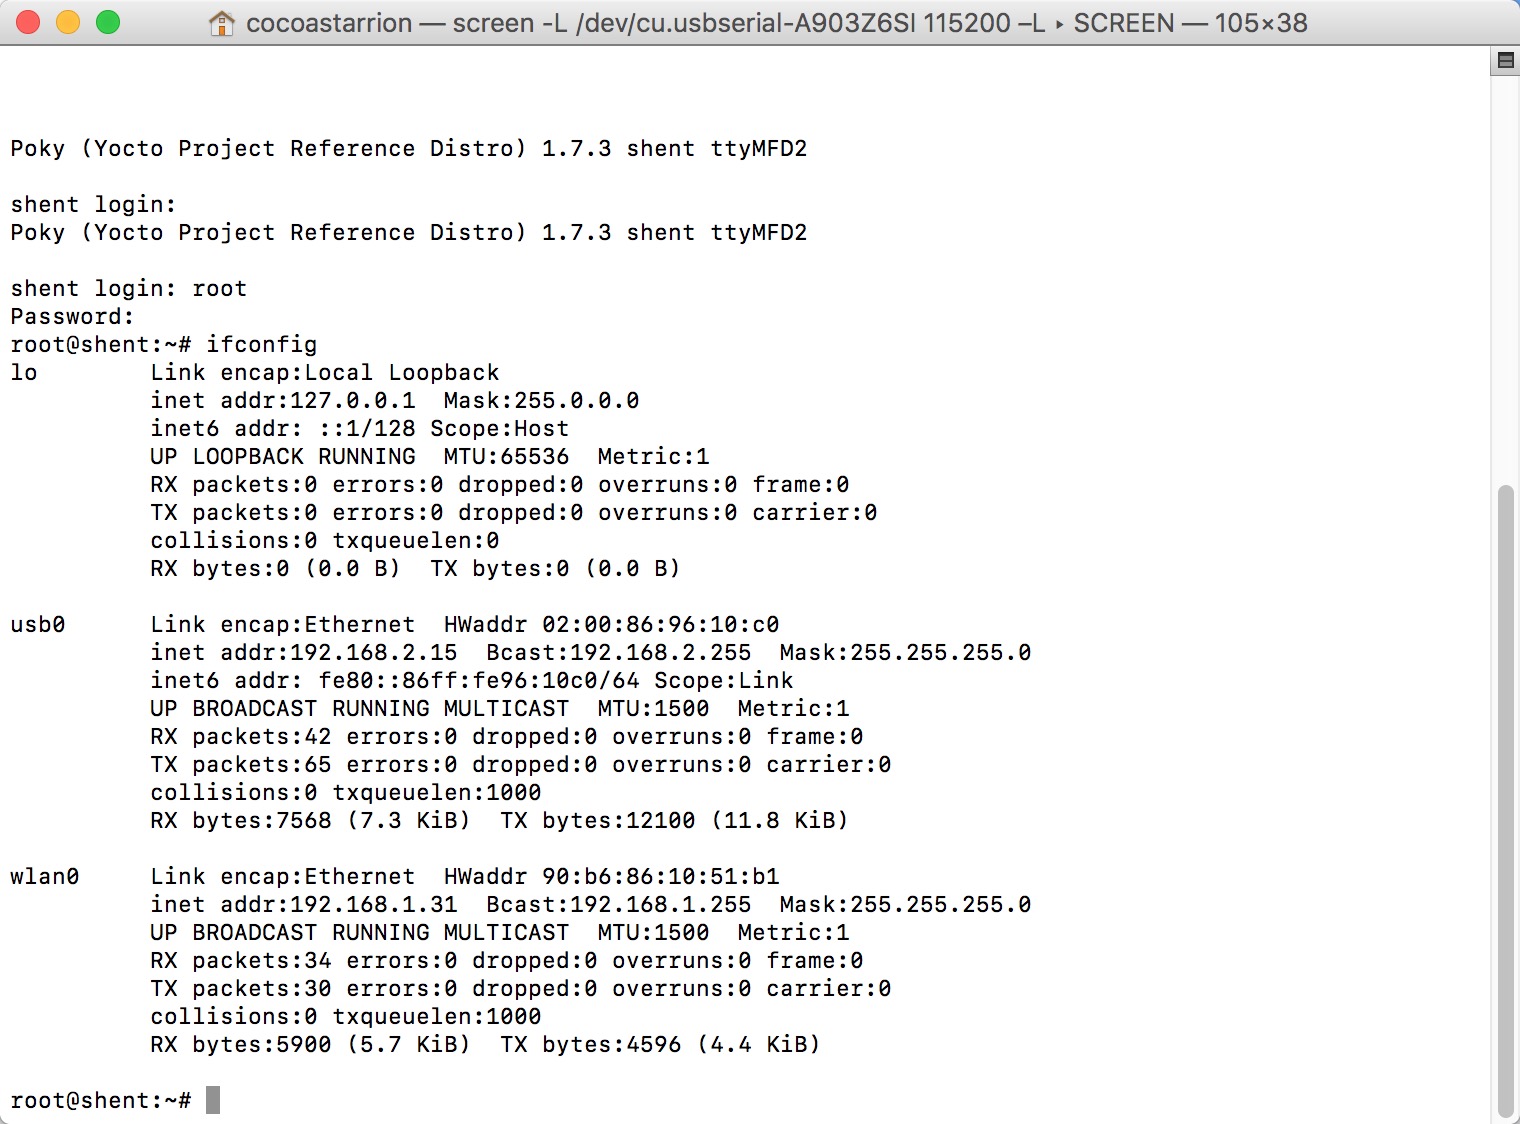 cocoastarrion — screen -L /dev/cu.usbserial-A903Z6SI 115200 –L ▸ SCREEN — 105×38
Poky (Yocto Project Reference Distro) 1.7.3 shent ttyMFD2
shent login:
Poky (Yocto Project Reference Distro) 1.7.3 shent ttyMFD2
shent login: root
Password:
root@shent:~# ifconfig
lo        Link encap:Local Loopback
          inet addr:127.0.0.1  Mask:255.0.0.0
          inet6 addr: ::1/128 Scope:Host
          UP LOOPBACK RUNNING  MTU:65536  Metric:1
          RX packets:0 errors:0 dropped:0 overruns:0 frame:0
          TX packets:0 errors:0 dropped:0 overruns:0 carrier:0
          collisions:0 txqueuelen:0
          RX bytes:0 (0.0 B)  TX bytes:0 (0.0 B)
usb0      Link encap:Ethernet  HWaddr 02:00:86:96:10:c0
          inet addr:192.168.2.15  Bcast:192.168.2.255  Mask:255.255.255.0
          inet6 addr: fe80::86ff:fe96:10c0/64 Scope:Link
          UP BROADCAST RUNNING MULTICAST  MTU:1500  Metric:1
          RX packets:42 errors:0 dropped:0 overruns:0 frame:0
          TX packets:65 errors:0 dropped:0 overruns:0 carrier:0
          collisions:0 txqueuelen:1000
          RX bytes:7568 (7.3 KiB)  TX bytes:12100 (11.8 KiB)
wlan0     Link encap:Ethernet  HWaddr 90:b6:86:10:51:b1
          inet addr:192.168.1.31  Bcast:192.168.1.255  Mask:255.255.255.0
          UP BROADCAST RUNNING MULTICAST  MTU:1500  Metric:1
          RX packets:34 errors:0 dropped:0 overruns:0 frame:0
          TX packets:30 errors:0 dropped:0 overruns:0 carrier:0
          collisions:0 txqueuelen:1000
          RX bytes:5900 (5.7 KiB)  TX bytes:4596 (4.4 KiB)
root@shent:~#